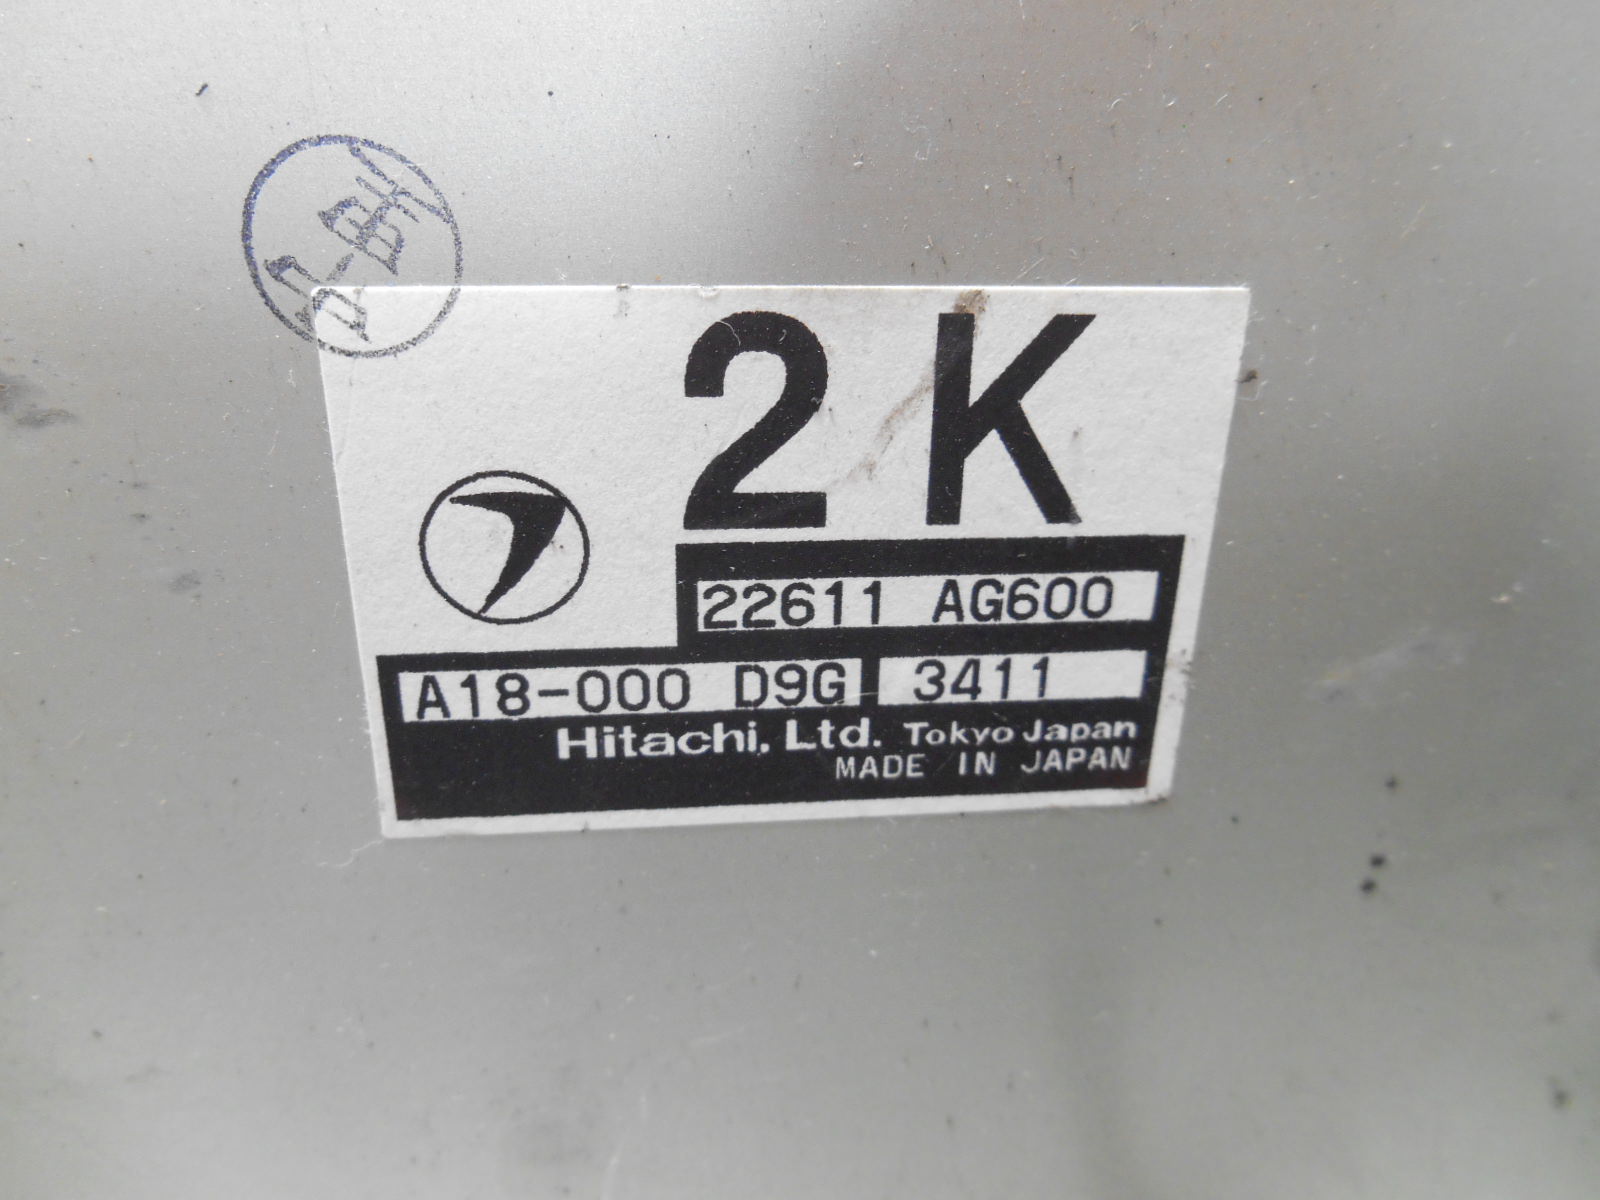 2K
22611 AG600
A18-000 D9G 3411
Hitachi, Ltd. Tokyo Japan
MADE IN JAPAN